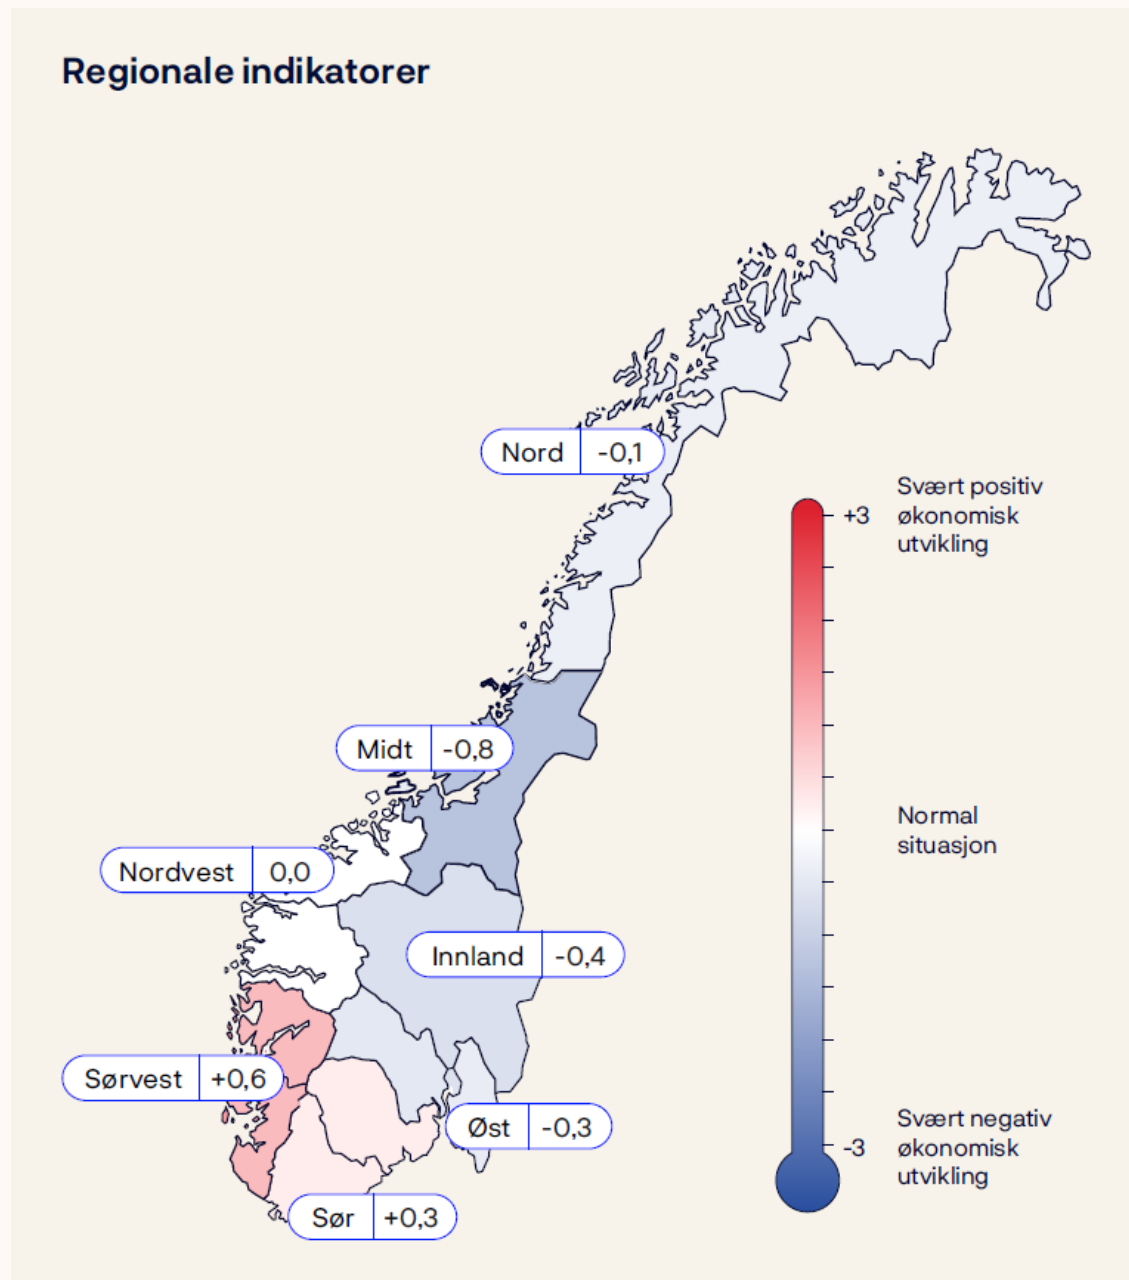 Regionale indikatorer
Nord -0,1
Svært positiv
+3 økonomisk
utvikling
Midt -0,8
Normal
situasjon
Nordvest 0,0
Innland -0,4
Sørvest +0,6
Øst -0,3
Svært negativ
-3 økonomisk
utvikling
Sør +0,3